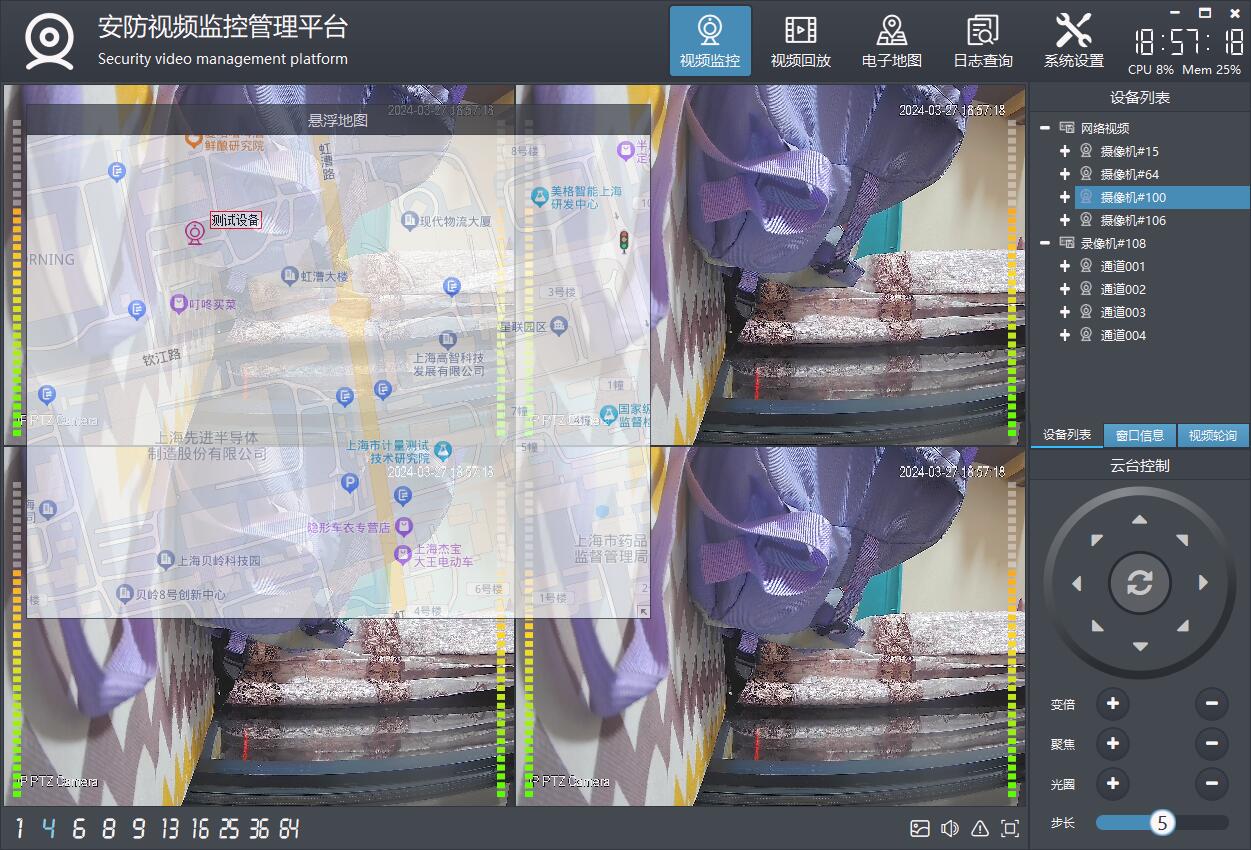 安防视频监控管理平台
Security video management platform
视频监控
视频回放
电子地图
日志查询
系统设置
18:57:18
CPU 8% Mem 25%
2024-03-27 18:57:18
2024-03-27 18:57:18
悬浮地图
鲜酿研究院
虹漕路
8号楼
美格智能上海
研发中心
测试设备
现代物流大厦
RNING
虹漕大楼
叮咚买菜
3号楼
星联园区
钦江路
上海高智科技
发展有限公司
1幢
7幢
4幢
国家级
监督检
IP PTZ Camera
IP PTZ Camera
上海先进半导体
制造股份有限公司
上海市计量测试
技术研究院
5幢
P
2024-03-27 18:57:18
2024-03-27 18:57:18
隐形车衣专营店
上海杰宝
大王电动车
上海市药品
监督管理局
上海贝岭科技园
贝岭8号创新中心
6号楼
1号楼
4号楼
IP PTZ Camera
IP PTZ Camera
1 4 6 8 9 13 16 25 36 64
设备列表
网络视频
摄像机#15
摄像机#64
摄像机#100
摄像机#106
录像机#108
通道001
通道002
通道003
通道004
设备列表
窗口信息
视频轮询
云台控制
变倍
聚焦
光圈
步长
5